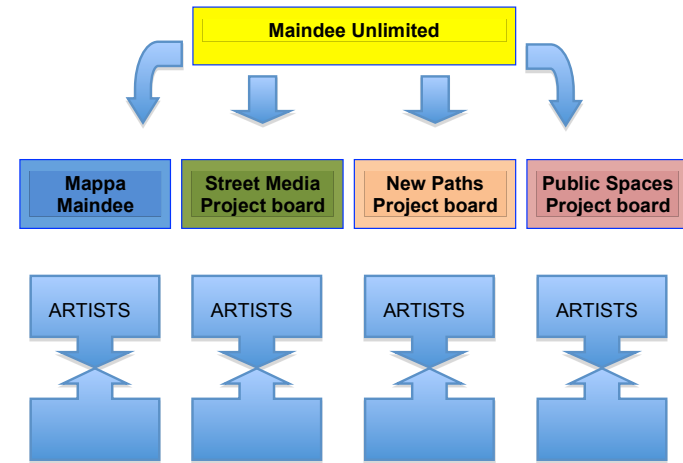 Maindee Unlimited
Mappa
Maindee
Street Media
Project board
New Paths
Project board
Public Spaces
Project board
ARTISTS
ARTISTS
ARTISTS
ARTISTS